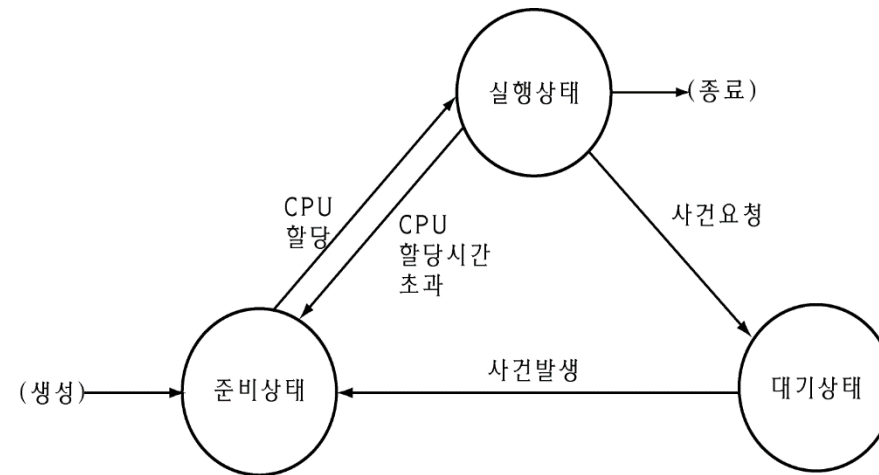 실행상태
(종료)
CPU
할당
CPU
할당시간
초과
사건요청
(생성)
준비상태
사건발생
대기상태